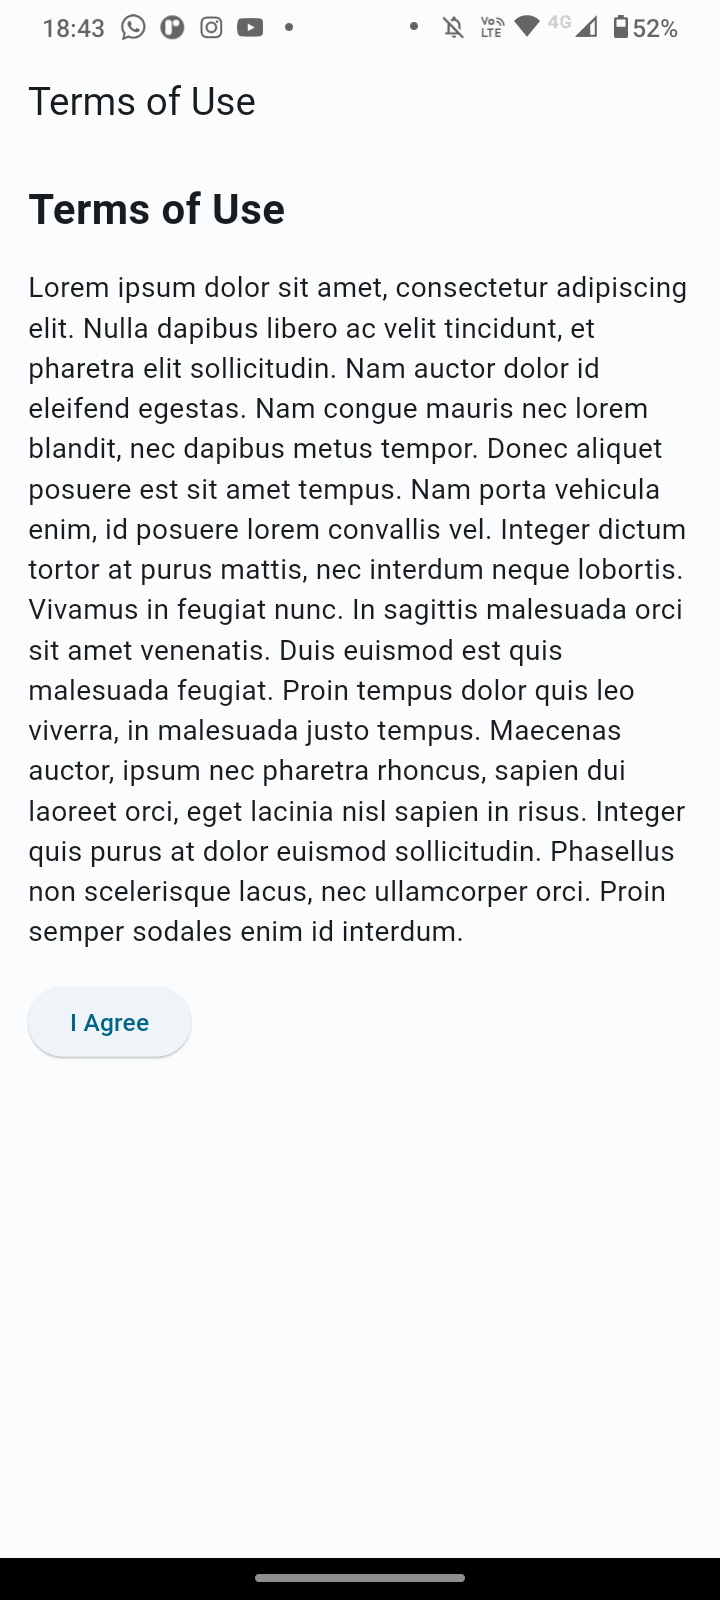 18:43 Vo LTE 4G 52%
Terms of Use
Terms of Use
Lorem ipsum dolor sit amet, consectetur adipiscing
elit. Nulla dapibus libero ac velit tincidunt, et
pharetra elit sollicitudin. Nam auctor dolor id
eleifend egestas. Nam congue mauris nec lorem
blandit, nec dapibus metus tempor. Donec aliquet
posuere est sit amet tempus. Nam porta vehicula
enim, id posuere lorem convallis vel. Integer dictum
tortor at purus mattis, nec interdum neque lobortis.
Vivamus in feugiat nunc. In sagittis malesuada orci
sit amet venenatis. Duis euismod est quis
malesuada feugiat. Proin tempus dolor quis leo
viverra, in malesuada justo tempus. Maecenas
auctor, ipsum nec pharetra rhoncus, sapien dui
laoreet orci, eget lacinia nisl sapien in risus. Integer
quis purus at dolor euismod sollicitudin. Phasellus
non scelerisque lacus, nec ullamcorper orci. Proin
semper sodales enim id interdum.
I Agree